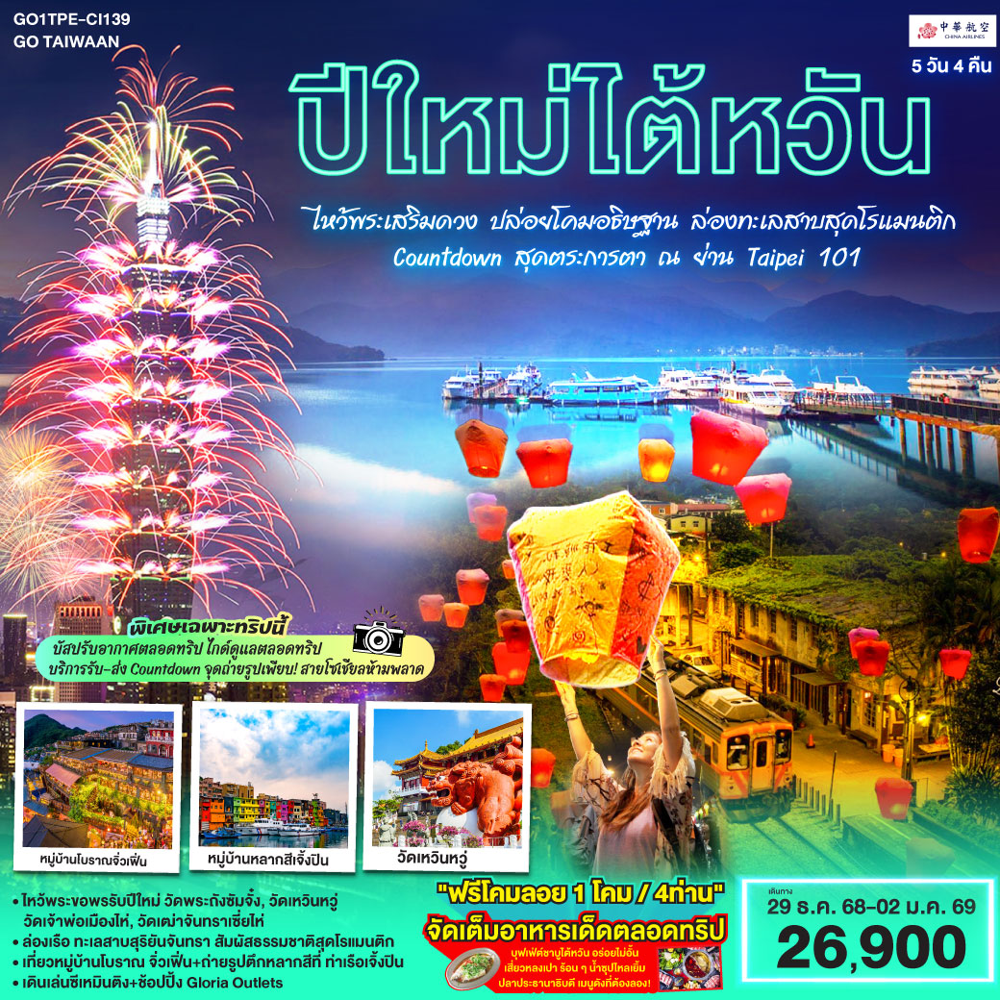 GO1TPE-CI139
GO TAIWAAN
中華航空
CHINA AIRLINES
5 วัน 4 คืน
ปีใหม่ไต้หวัน
ไหว้พระเสริมดวง ปล่อยโคมอธิษฐาน ล่องทะเลสาบสุดโรแมนติก
Countdown สุดตระการตา ณ ย่าน Taipei 101
พิเศษเฉพาะทริปนี้
บัสปรับอากาศตลอดทริป ไกด์ดูแลตลอดทริป
บริการรับ-ส่ง Countdown จุดถ่ายรูปเพียบ! สายโซเชียลห้ามพลาด
หมู่บ้านโบราณจิ่วเฟิ่น
หมู่บ้านหลากสีเจิ้งปิน
วัดเหวินหวู่
• ไหว้พระขอพรรับปีใหม่ วัดพระถังซัมจั๋ง, วัดเหวินหวู่
วัดเจ้าพ่อเมืองไห่, วัดเฒ่าจันทราเซี่ยไห่
• ล่องเรือ ทะเลสาบสุริยันจันทรา สัมผัสธรรมชาติสุดโรแมนติก
• เที่ยวหมู่บ้านโบราณ จิ่วเฟิ่น+ถ่ายรูปตึกหลากสีที่ ท่าเรือเจิ้งปิน
• เดินเล่นซีเหมินติง+ช้อปปิ้ง Gloria Outlets
"ฟรีโคมลอย 1 โคม / 4ท่าน"
จัดเต็มอาหารเด็ดตลอดทริป
บุฟเฟ่ต์ชาบูไต้หวัน อร่อยไม่อั้น
เสี่ยวหลงเปา ร้อน ๆ น้ำซุปไหลเยิ้ม
ปลาประธานาธิบดี เมนูดังที่ต้องลอง!
เดินทาง
29 ธ.ค. 68-02 ม.ค. 69
26,900